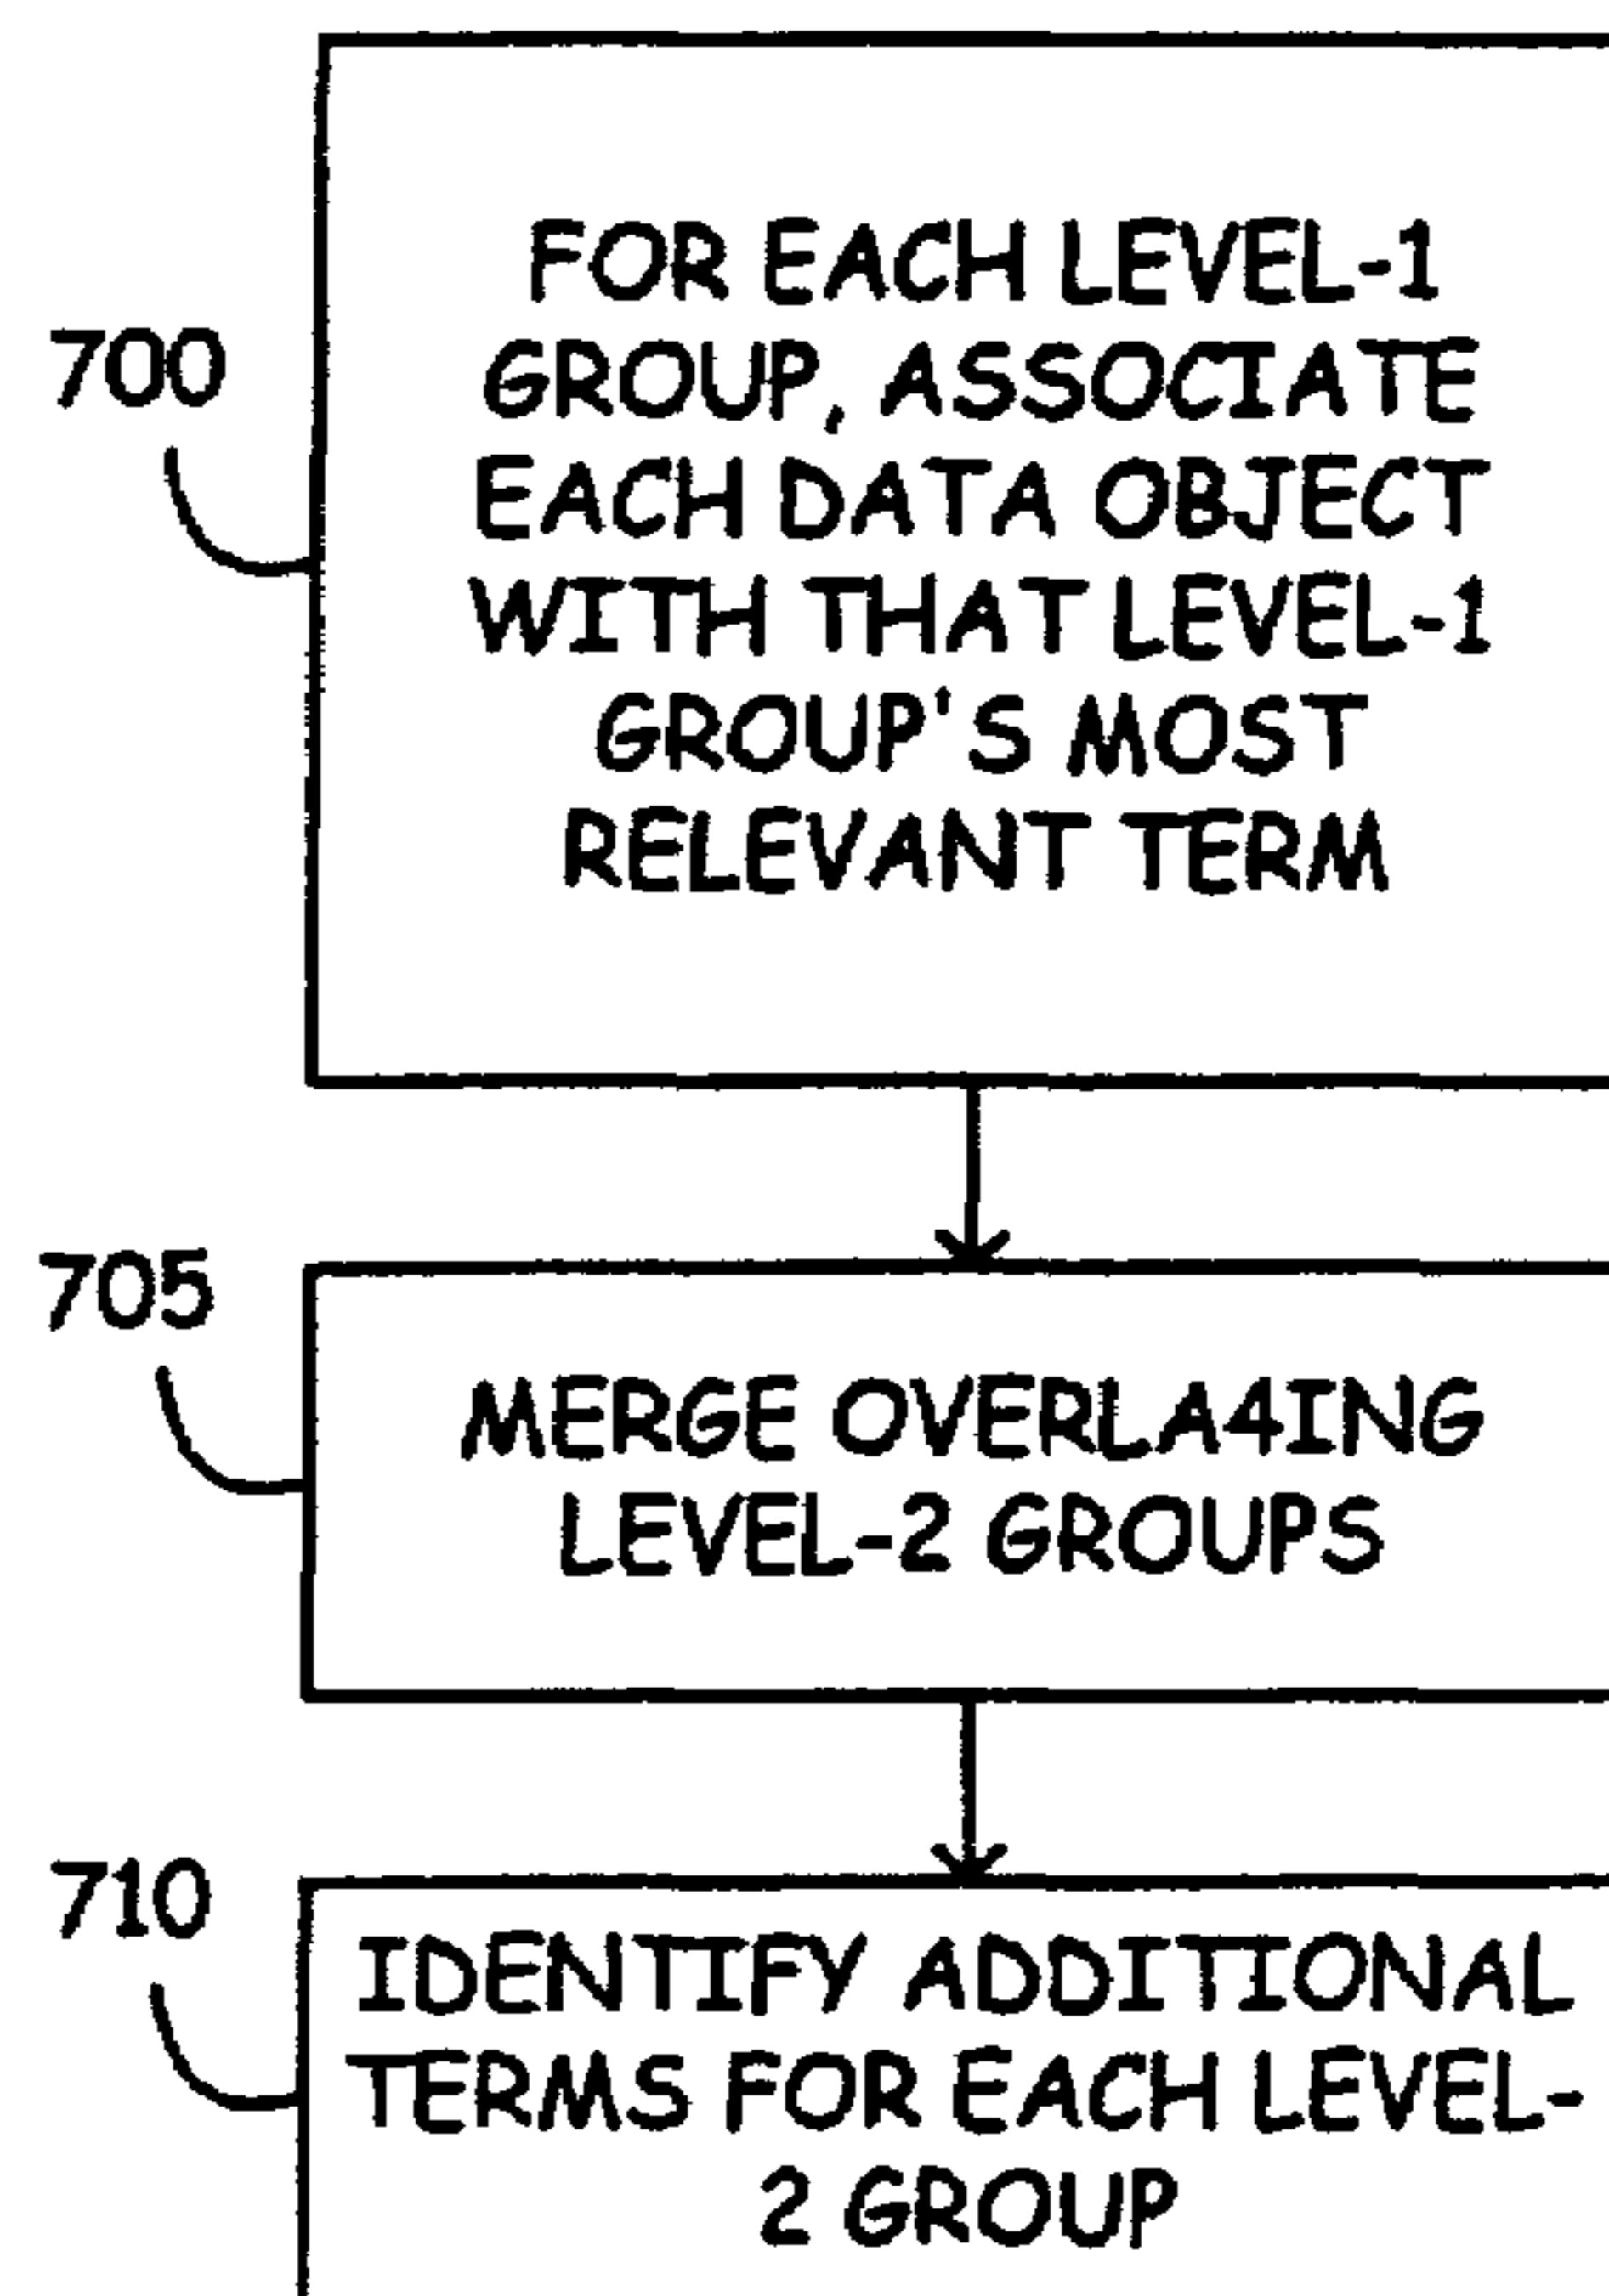 700
FOR EACH LEVEL-1
GROUP, ASSOCIATE
EACH DATA OBJECT
WITH THAT LEVEL-1
GROUP'S MOST
RELEVANT TERM
705
MERGE OVERLA4ING
LEVEL-2 GROUPS
710
IDENTIFY ADDITIONAL
TERMS FOR EACH LEVEL-
2 GROUP